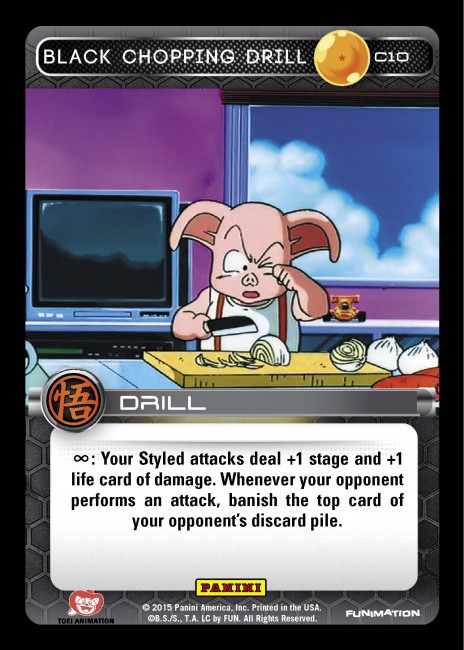 BLACK CHOPPING DRILL C10
悟 DRILL
∞: Your Styled attacks deal +1 stage and +1
life card of damage. Whenever your opponent
performs an attack, banish the top card of
your opponent's discard pile.
PANINI
TOEI ANIMATION
© 2015 Panini America, Inc. Printed in the USA.
©B.S./S., T.A. LC by FUN. All Rights Reserved.
FUNIMATION